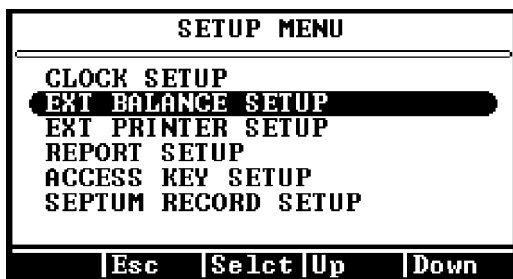 SETUP MENU
CLOCK SETUP
EXT BALANCE SETUP
EXT PRINTER SETUP
REPORT SETUP
ACCESS KEY SETUP
SEPTUM RECORD SETUP
Esc Selct Up Down